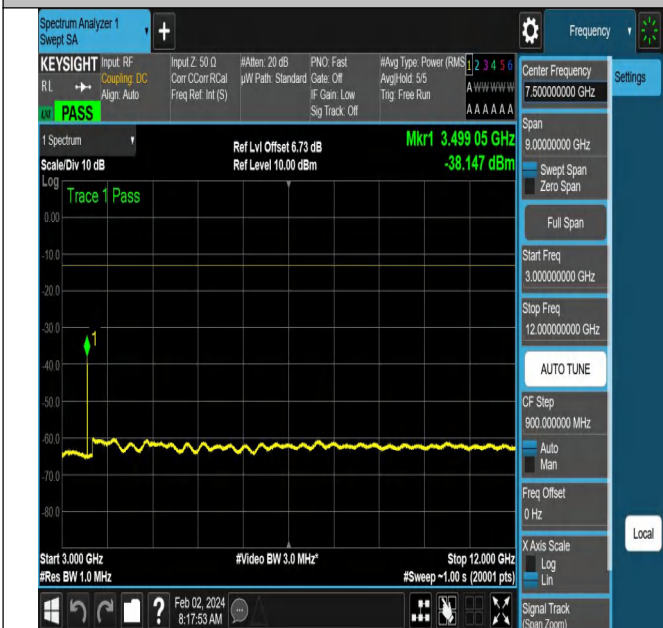 Spectrum Analyzer 1
Swept SA
Frequency
KEYSIGHT
R L
PASS
Input: RF
Coupling: DC
Align: Auto
Input Z: 50 Ω
Corr CCorr RCal
Freq Ref: Int (S)
#Atten: 20 dB
µW Path: Standard
PNO: Fast
Gate: Off
IF Gain: Low
Sig Track: Off
#Avg Type: Power (RMS
Avg|Hold: 5/5
Trig: Free Run
1 2 3 4 5 6
A W W W W W
A A A A A A
1 Spectrum
Scale/Div 10 dB
Ref Lvl Offset 6.73 dB
Ref Level 10.00 dBm
Mkr1 3.499 05 GHz
-38.147 dBm
Log
Trace 1 Pass
0.00
-10.0
-20.0
-30.0
1
-40.0
-50.0
-60.0
-70.0
-80.0
Start 3.000 GHz
#Res BW 1.0 MHz
#Video BW 3.0 MHz*
Stop 12.000 GHz
#Sweep ~1.00 s (20001 pts)
?
Feb 02, 2024
8:17:53 AM
Center Frequency
7.500000000 GHz
Settings
Span
9.00000000 GHz
Swept Span
Zero Span
Full Span
Start Freq
3.000000000 GHz
Stop Freq
12.000000000 GHz
AUTO TUNE
CF Step
900.000000 MHz
Auto
Man
Freq Offset
0 Hz
X Axis Scale
Log
Lin
Local
Signal Track
(Span Zoom)